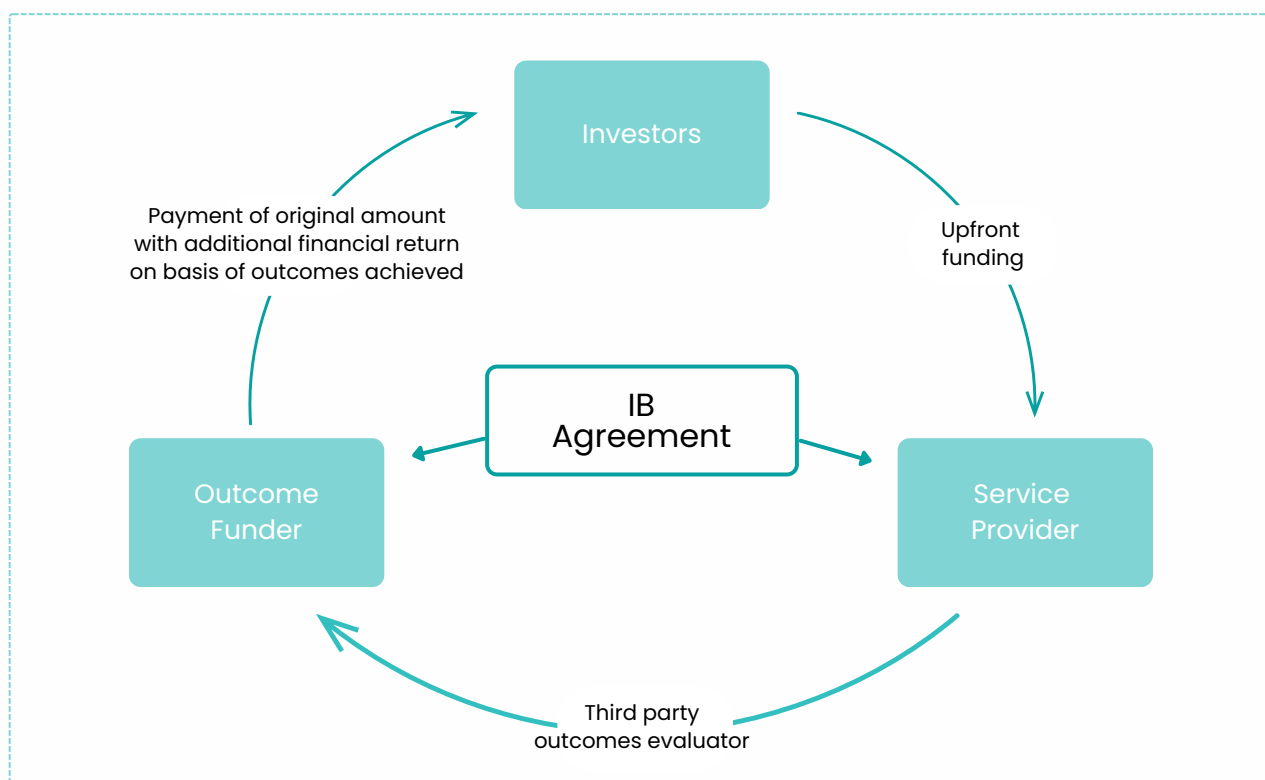 Investors
Payment of original amount
with additional financial return
on basis of outcomes achieved
Upfront
funding
IB
Agreement
Outcome
Funder
Service
Provider
Third party
outcomes evaluator